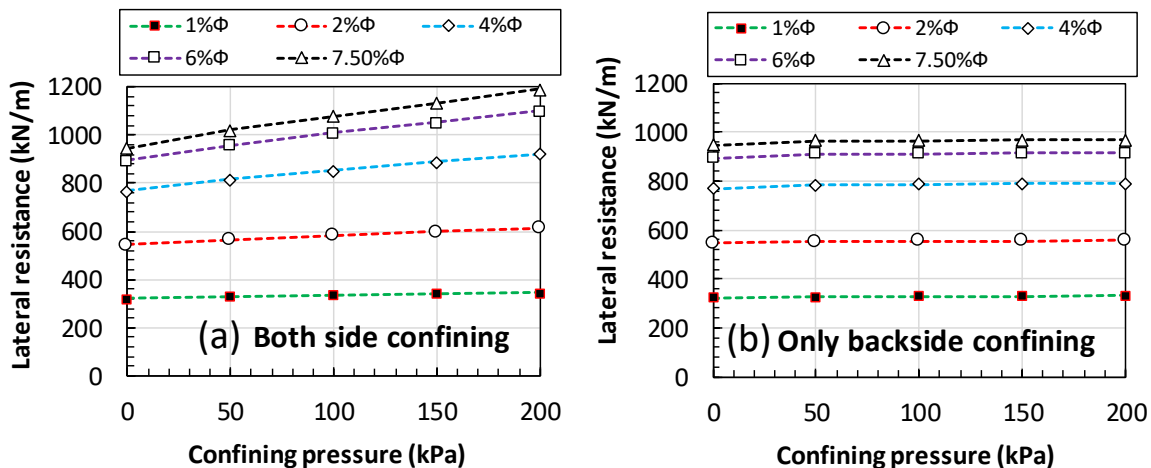 1%Φ 2%Φ 4%Φ
6%Φ 7.50%Φ
Lateral resistance (kN/m)
1200
1000
800
600
400
200
0
(a) Both side confining
0 50 100 150 200
Confining pressure (kPa)
1%Φ 2%Φ 4%Φ
6%Φ 7.50%Φ
Lateral resistance (kN/m)
1200
1000
800
600
400
200
0
(b) Only backside confining
0 50 100 150 200
Confining pressure (kPa)